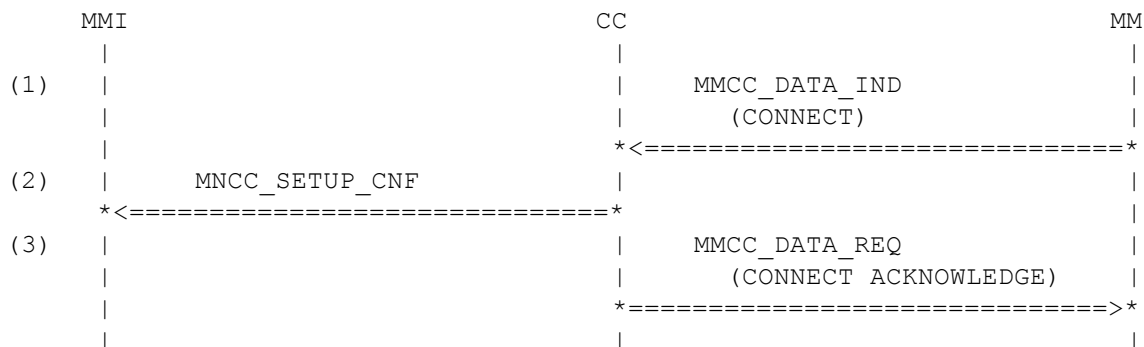 MMI CC MM
(1) MMCC_DATA_IND
(CONNECT)
(2) MNCC_SETUP_CNF
(3) MMCC_DATA_REQ
(CONNECT ACKNOWLEDGE)